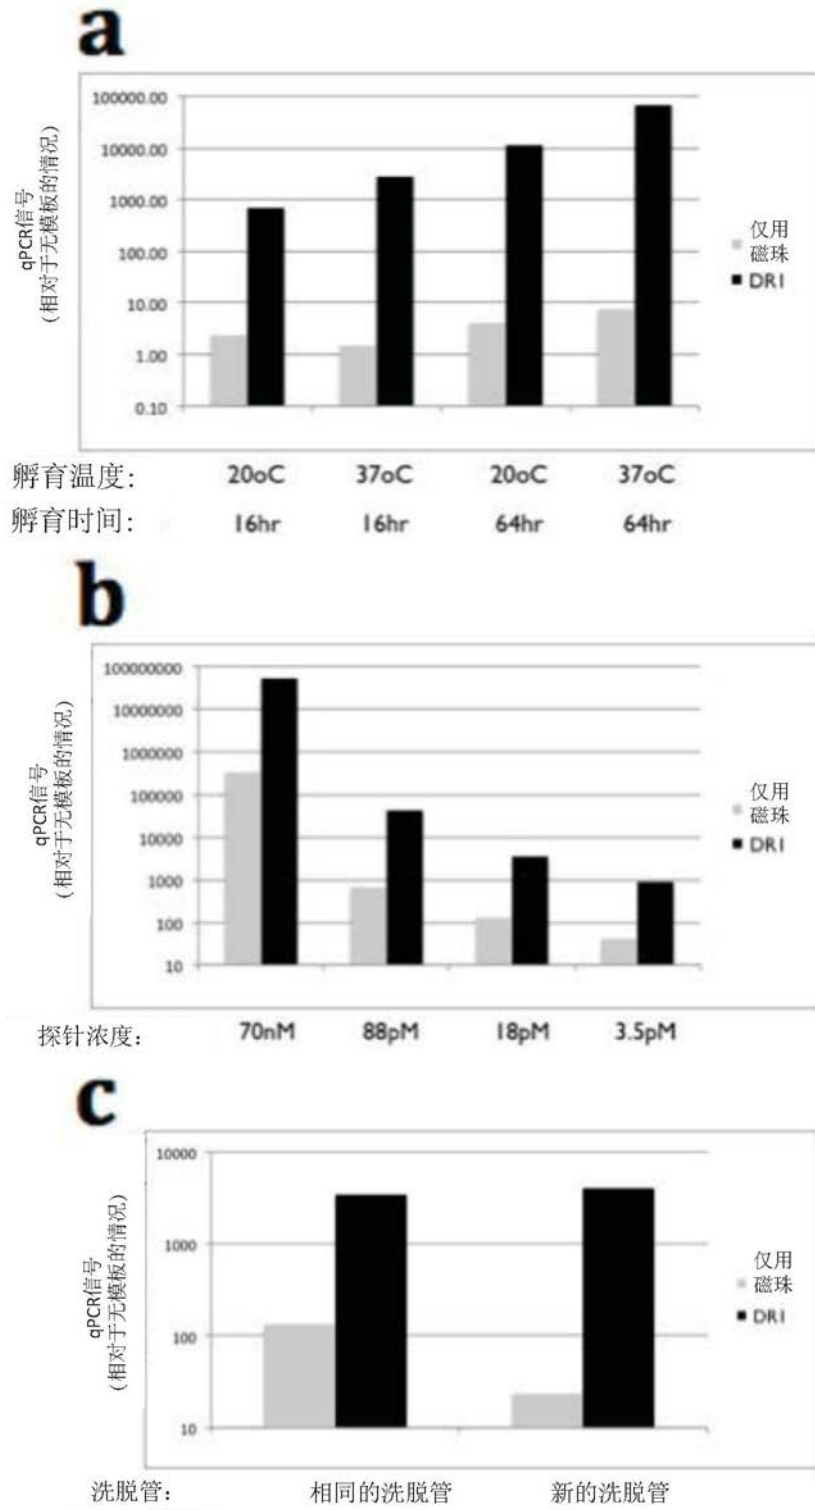 a
qPCR信号
(相对于无模板的情况)
100000.00
10000.00
1000.00
100.00
10.00
1.00
0.10
仅用
磁珠
DR1
孵育温度: 20oC 37oC 20oC 37oC
孵育时间: 16hr 16hr 64hr 64hr
b
qPCR信号
(相对于无模板的情况)
100000000
10000000
1000000
100000
10000
1000
100
10
仅用
磁珠
DR1
探针浓度: 70nM 88pM 18pM 3.5pM
c
qPCR信号
(相对于无模板的情况)
10000
1000
100
10
仅用
磁珠
DR1
洗脱管: 相同的洗脱管 新的洗脱管